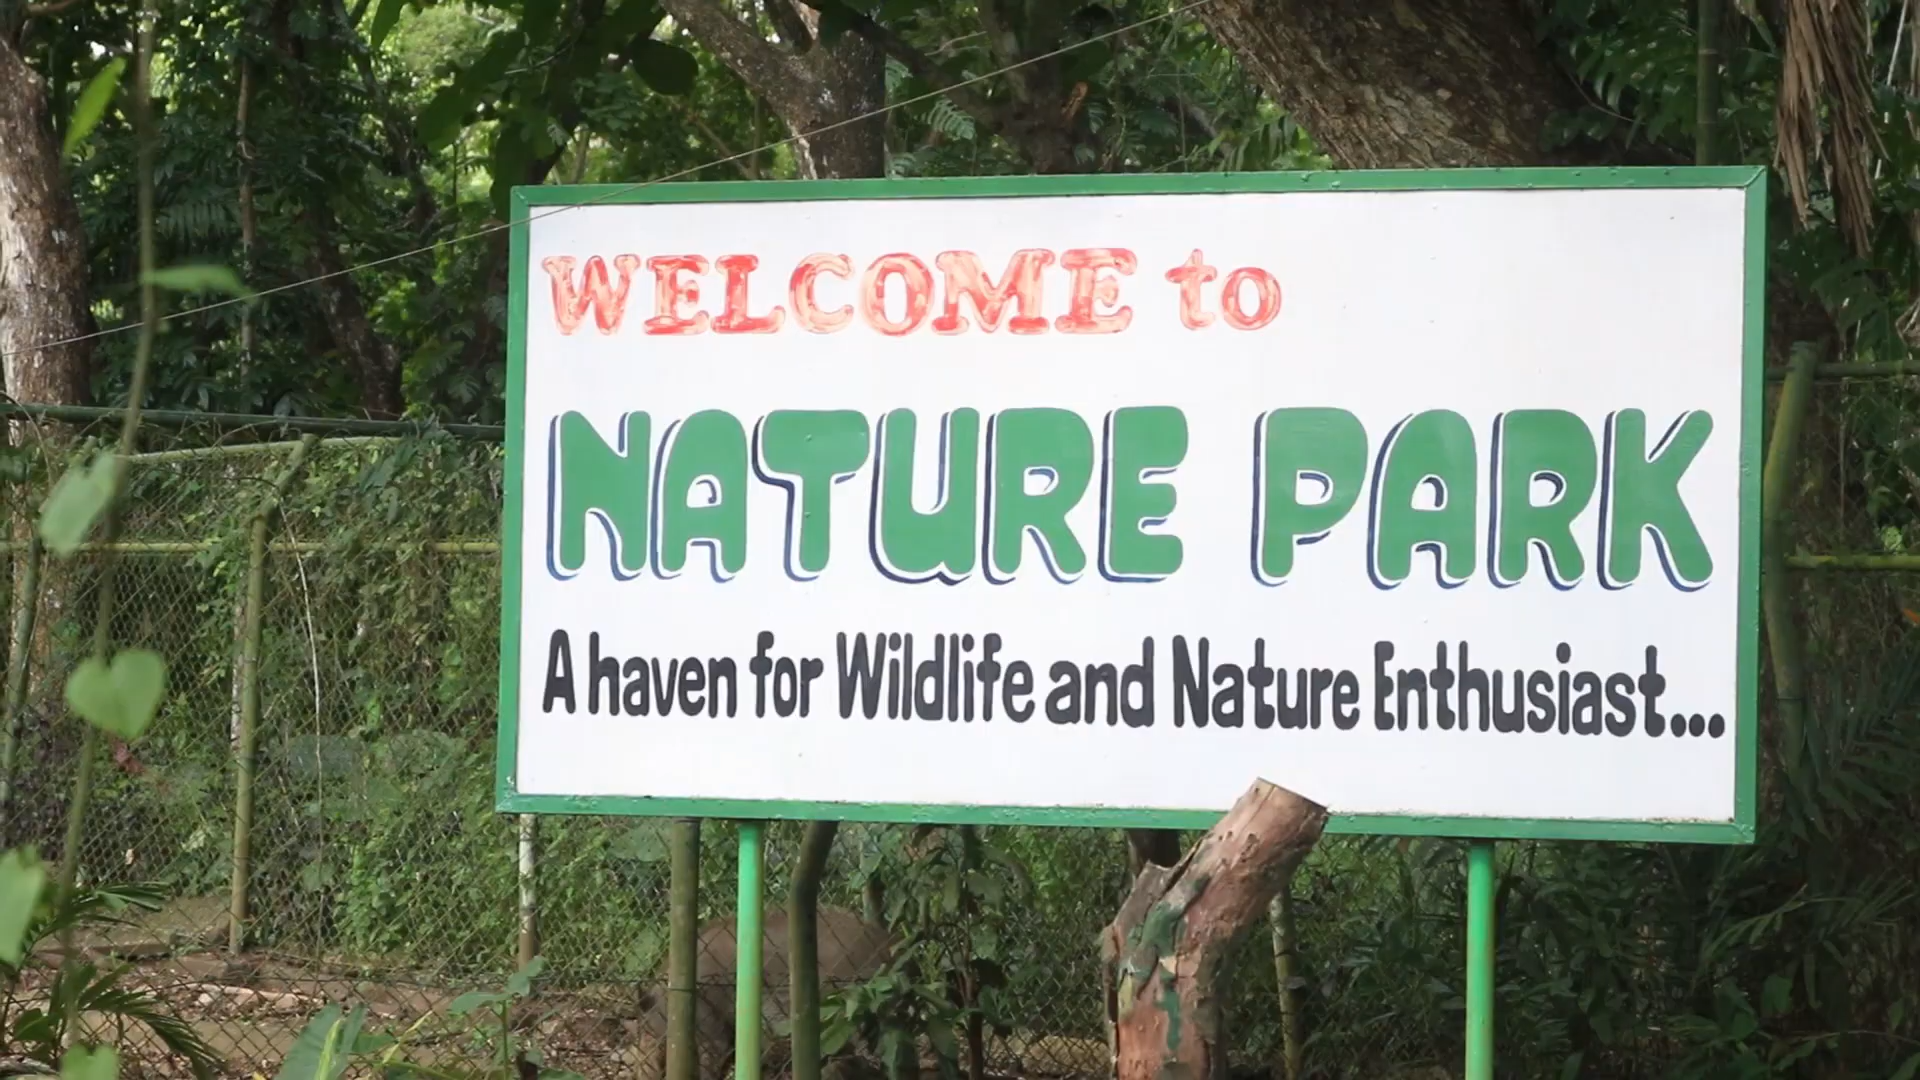 WELCOME to
NATURE PARK
A haven for Wildlife and Nature Enthusiast...